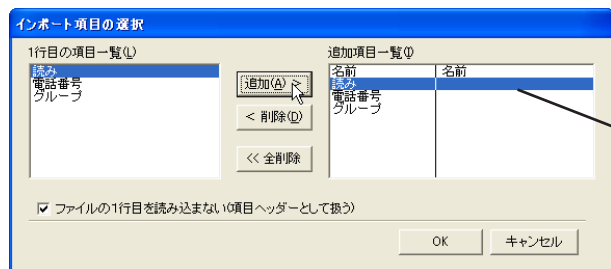 インポート項目の選択
1行目の項目一覧(L)
読み
電話番号
グループ
追加(A) >
< 削除(D)
<< 全削除
追加項目一覧(I)
名前 名前
読み
電話番号
グループ
ファイルの1行目を読み込まない(項目ヘッダーとして扱う)
OK キャンセル